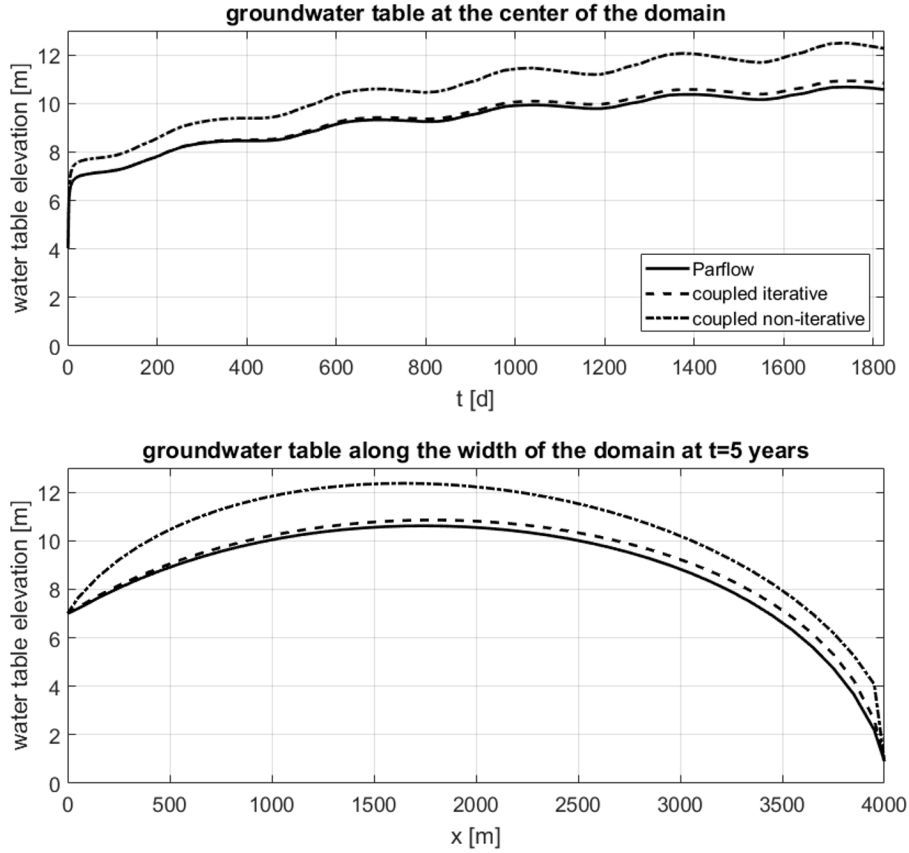 groundwater table at the center of the domain
12
10
8
6
4
2
0
water table elevation [m]
Parflow
coupled iterative
coupled non-iterative
0 200 400 600 800 1000 1200 1400 1600 1800
t [d]
groundwater table along the width of the domain at t=5 years
12
10
8
6
4
2
0
water table elevation [m]
0 500 1000 1500 2000 2500 3000 3500 4000
x [m]